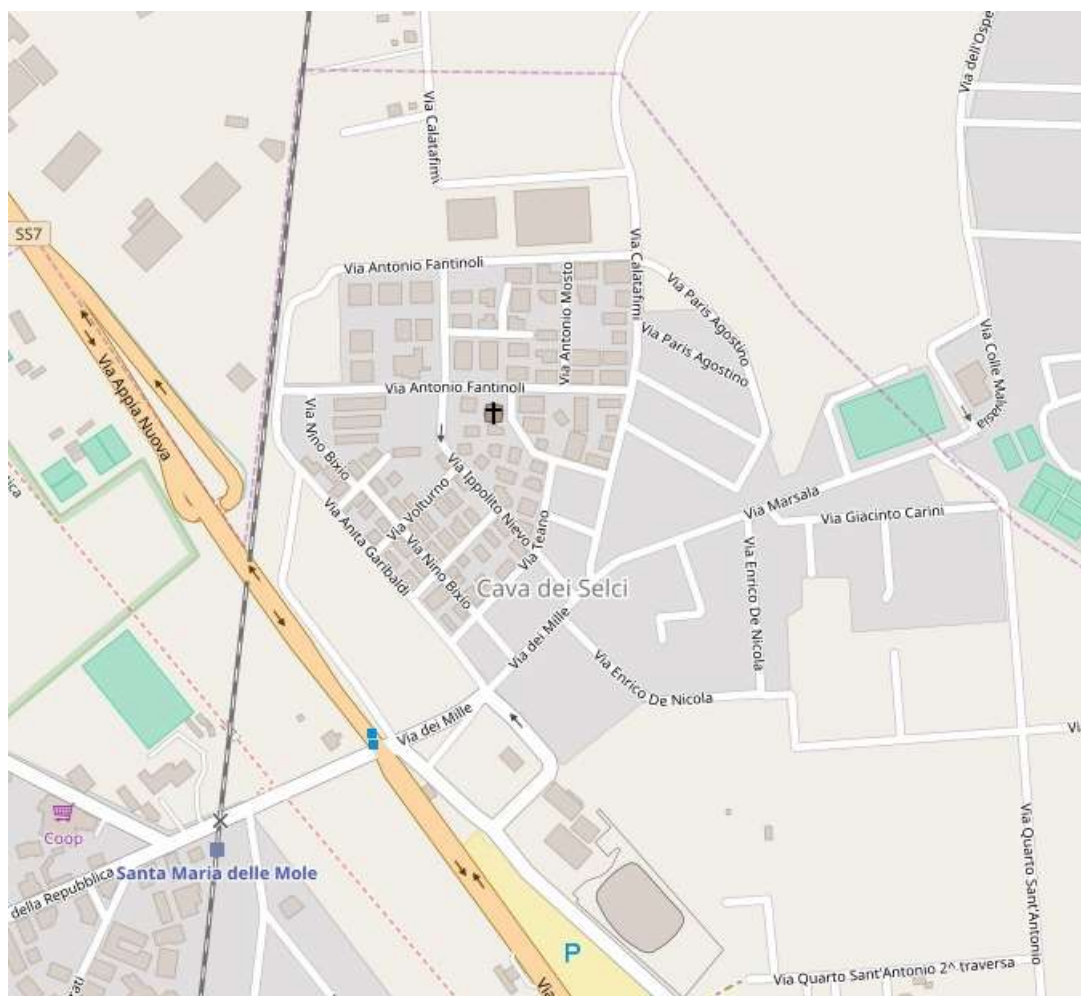 Via dell'Ospe
Via Calatafimi
SS7
Via Antonio Fantinoli
Via Calatafimi
Via Antonio Mosto
Via Paris Agostino
Via Paris Agostino
Via Colle Marsala
Via Appia Nuova
Via Antonio Fantinoli
Via Nino Bixio
Via Ippolito Nievo
Via Volturno
Via Marsala
Via Giacinto Carini
Via Anita Garibaldi
Via Nino Bixio
Via Teano
Via Enrico De Nicola
Cava dei Selci
Via dei Mille
Via Enrico De Nicola
Via dei Mille
Coop
Santa Maria delle Mole
della Repubblica
Via Quarto Sant'Antonio
P
Via Quarto Sant'Antonio 2^ traversa